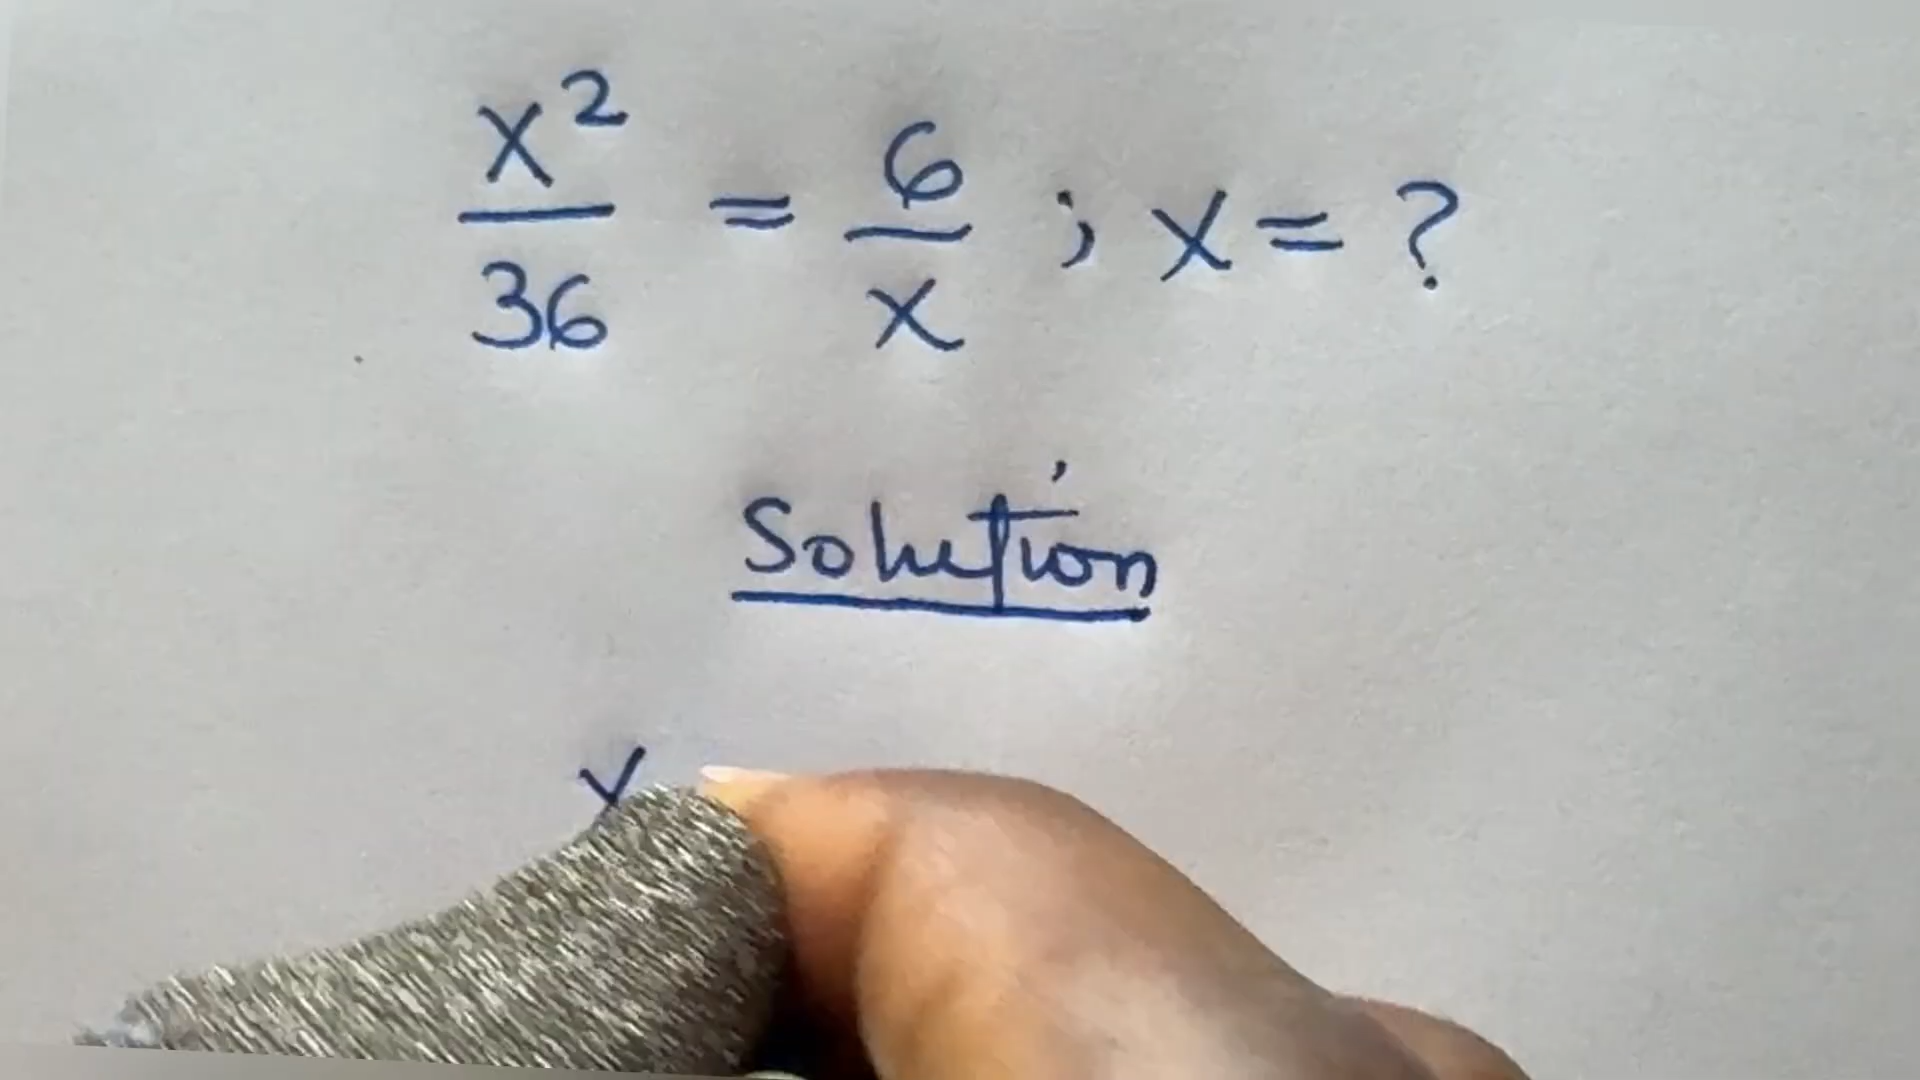 x²/36 = 6/x ; x = ?
Solution